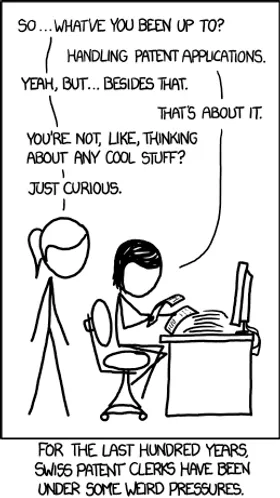 SO...WHAT'VE YOU BEEN UP TO?
HANDLING PATENT APPLICATIONS.
YEAH, BUT... BESIDES THAT.
THAT'S ABOUT IT.
YOU'RE NOT, LIKE, THINKING
ABOUT ANY COOL STUFF?
JUST CURIOUS.
FOR THE LAST HUNDRED YEARS,
SWISS PATENT CLERKS HAVE BEEN
UNDER SOME WEIRD PRESSURES.